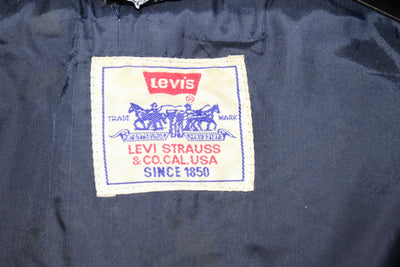 Levi's
®
TRADE MARK
LEVI STRAUSS
& CO.CAL.USA
SINCE 1850